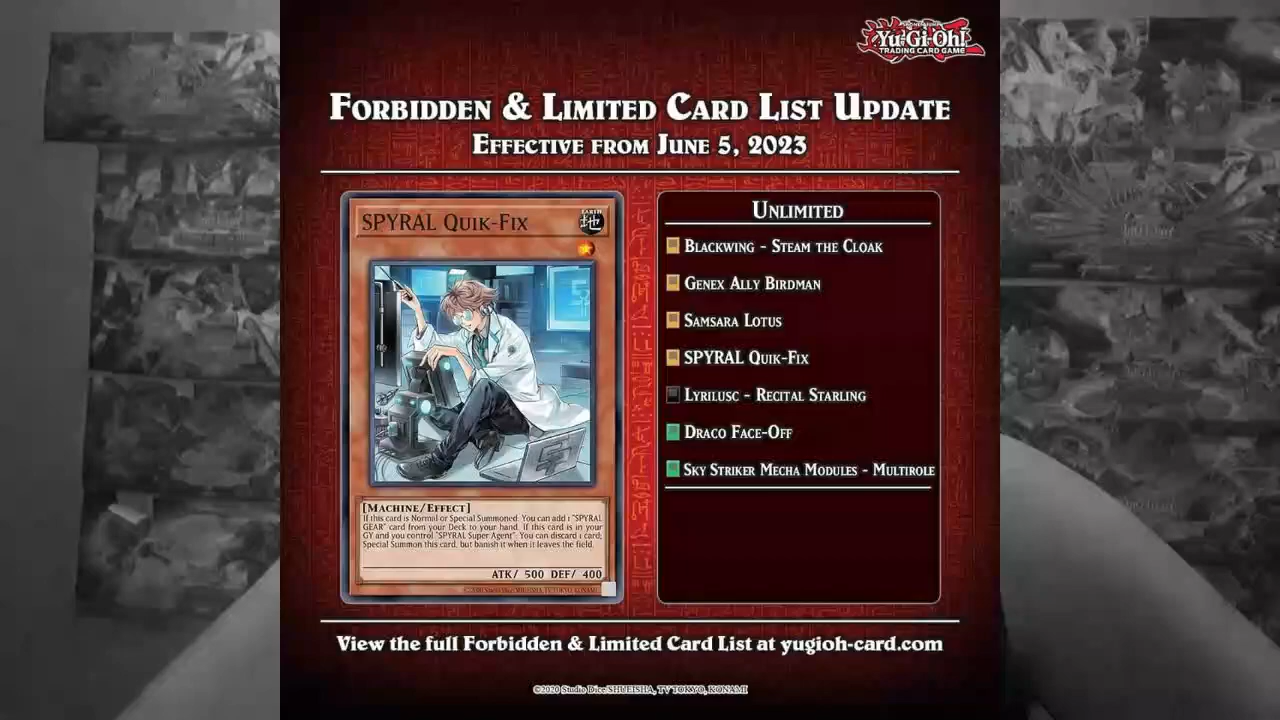 Yu-Gi-Oh!
TRADING CARD GAME
FORBIDDEN & LIMITED CARD LIST UPDATE
EFFECTIVE FROM JUNE 5, 2023
SPYRAL QUIK-FIX
EARTH
地
[MACHINE/EFFECT]
If this card is Normal or Special Summoned: You can add 1 "SPYRAL
GEAR" card from your Deck to your hand. If this card is in your
GY and you control "SPYRAL Super Agent": You can discard 1 card;
Special Summon this card, but banish it when it leaves the field.
ATK/ 500 DEF/ 400
UNLIMITED
BLACKWING - STEAM THE CLOAK
GENEX ALLY BIRDMAN
SAMSARA LOTUS
SPYRAL QUIK-FIX
LYRILUSC - RECITAL STARLING
DRACO FACE-OFF
SKY STRIKER MECHA MODULES - MULTIROLE
View the full Forbidden & Limited Card List at yugioh-card.com
©2020 Studio Dice/SHUEISHA, TV TOKYO, KONAMI